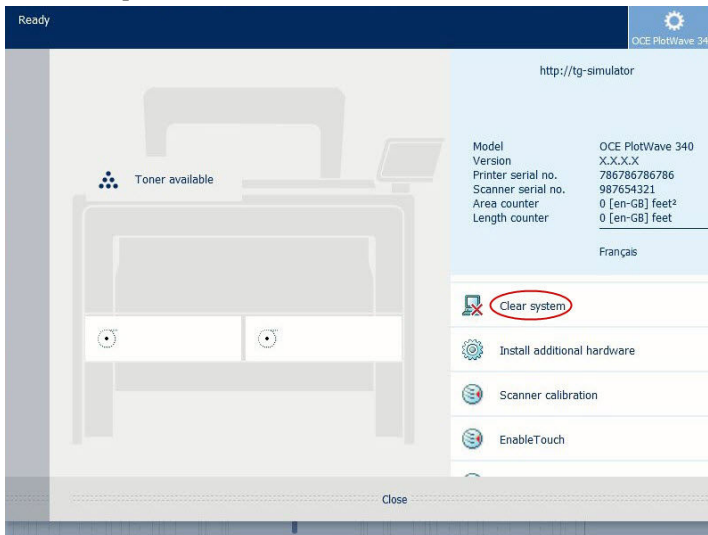 Ready
OCE PlotWave 34
http://tg-simulator
Model OCE PlotWave 340
Version X.X.X.X
Printer serial no. 786786786786
Scanner serial no. 987654321
Area counter 0 [en-GB] feet²
Length counter 0 [en-GB] feet
Français
Toner available
Clear system
Install additional hardware
Scanner calibration
EnableTouch
Close